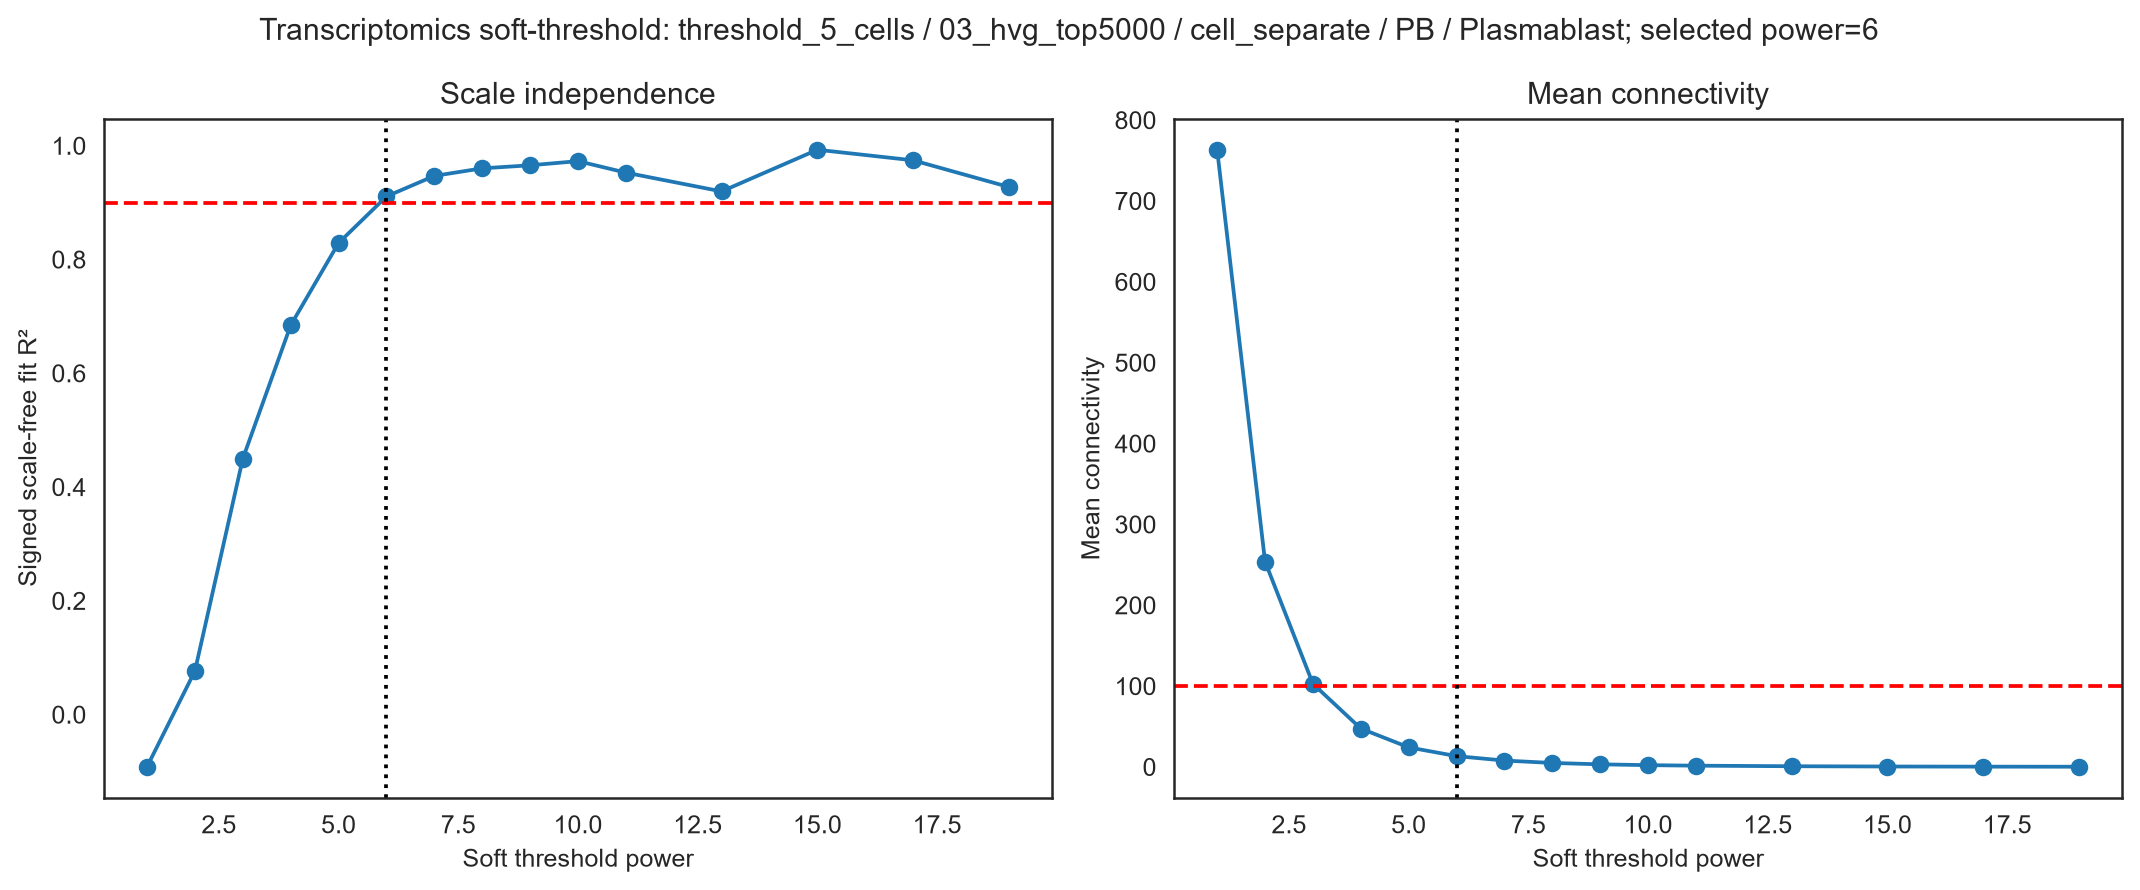 Transcriptomics soft-threshold: threshold_5_cells / 03_hvg_top5000 / cell_separate / PB / Plasmablast; selected power=6
Scale independence
Signed scale-free fit R²
1.0
0.8
0.6
0.4
0.2
0.0
2.5 5.0 7.5 10.0 12.5 15.0 17.5
Soft threshold power
Mean connectivity
Mean connectivity
800
700
600
500
400
300
200
100
0
2.5 5.0 7.5 10.0 12.5 15.0 17.5
Soft threshold power